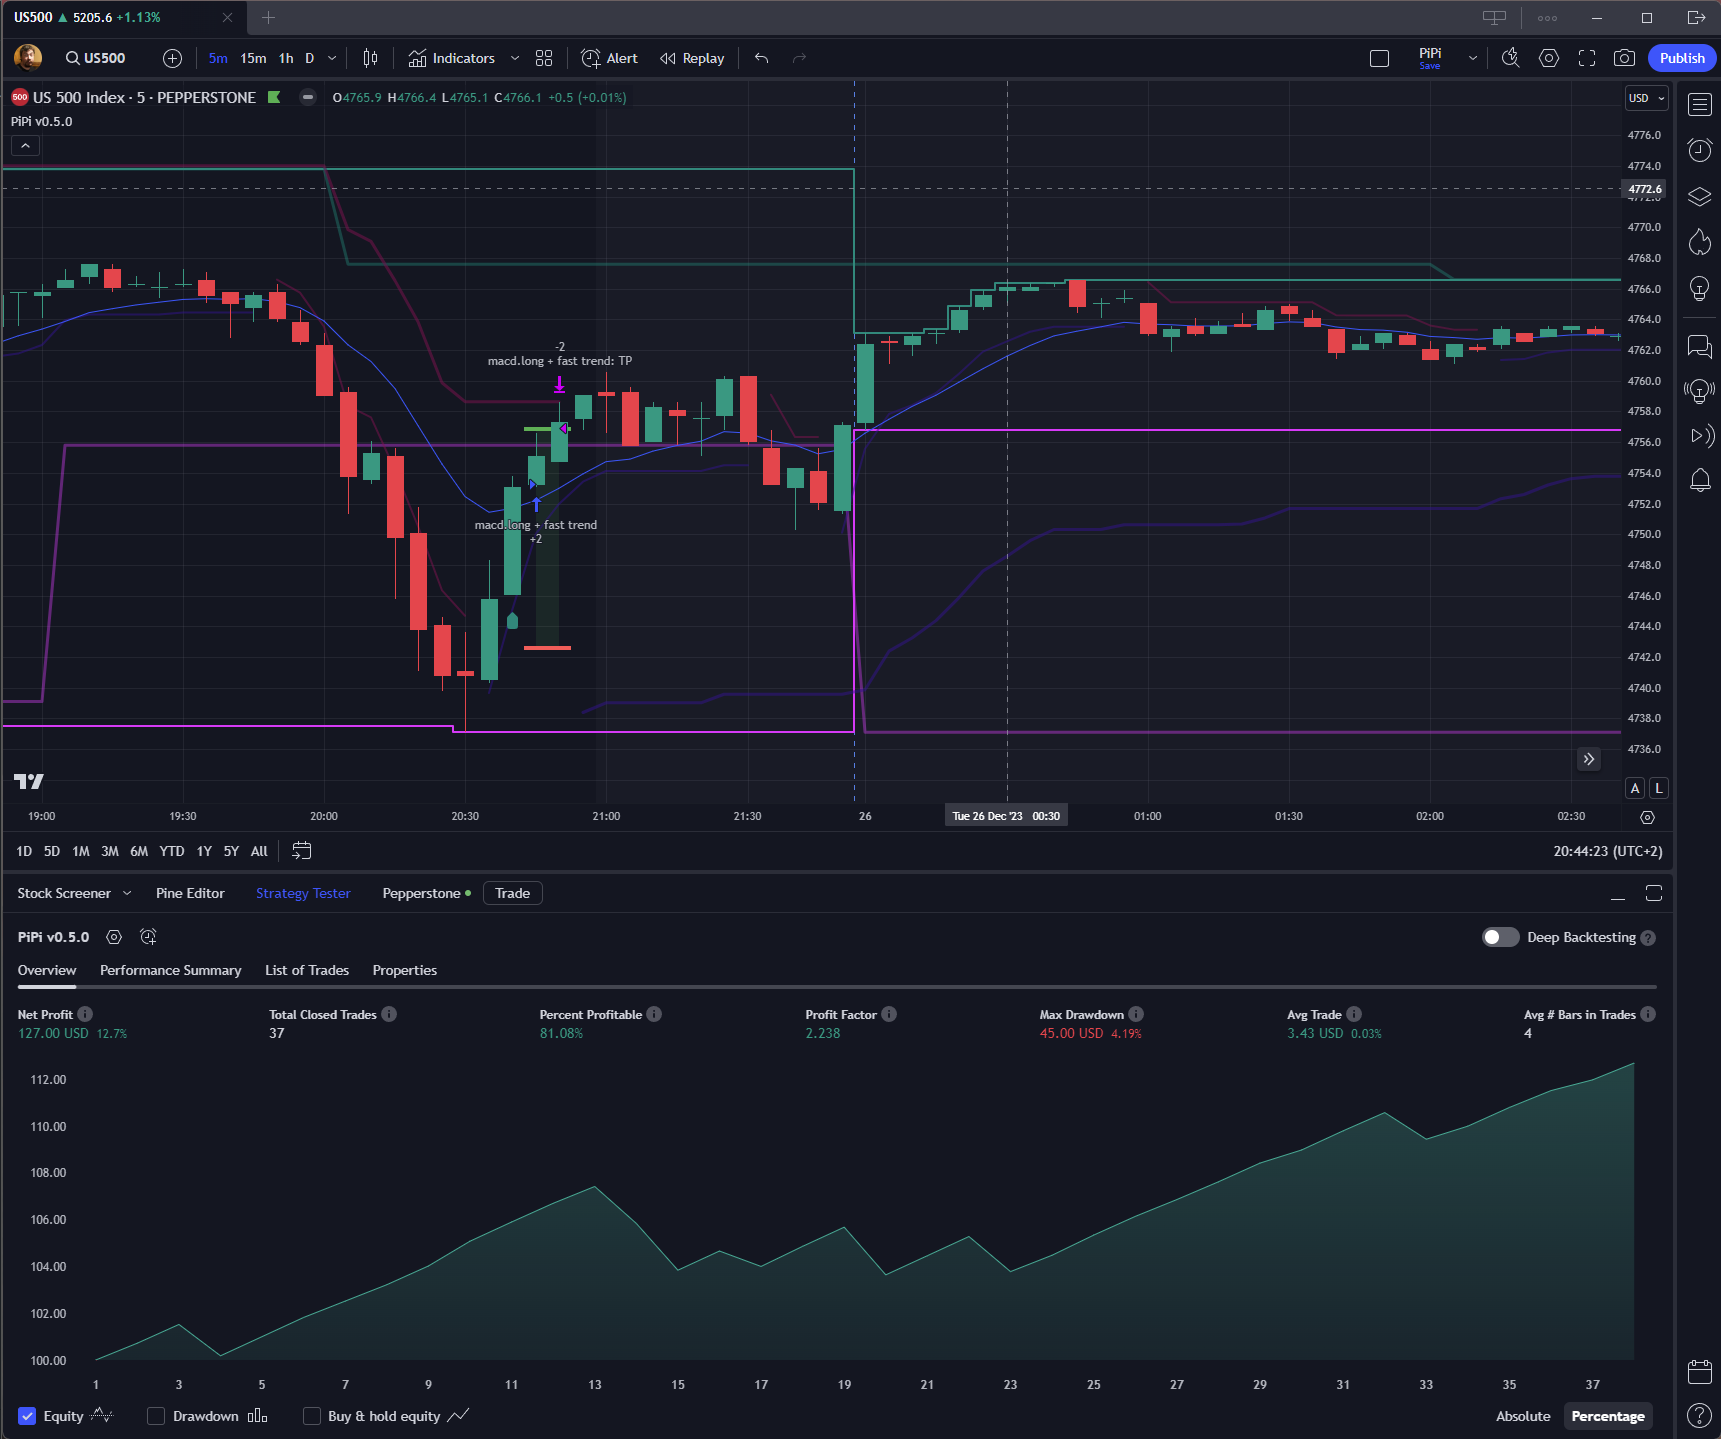 US500 ▲ 5205.6 +1.13%
US500 5m 15m 1h D Indicators Alert Replay PiPi Save Publish
500 US 500 Index · 5 · PEPPERSTONE O4765.9 H4766.4 L4765.1 C4766.1 +0.5 (+0.01%)
USD
PiPi v0.5.0
4776.0
4774.0
4772.6
4772.0
4770.0
4768.0
4766.0
4764.0
4762.0
4760.0
4758.0
4756.0
4754.0
4752.0
4750.0
4748.0
4746.0
4744.0
4742.0
4740.0
4738.0
4736.0
-2
macd.long + fast trend: TP
macd.long + fast trend
+2
A L
19:00 19:30 20:00 20:30 21:00 21:30 26 Tue 26 Dec '23 00:30 01:00 01:30 02:00 02:30
1D 5D 1M 3M 6M YTD 1Y 5Y All 20:44:23 (UTC+2)
Stock Screener Pine Editor Strategy Tester Pepperstone Trade
PiPi v0.5.0 Deep Backtesting
Overview Performance Summary List of Trades Properties
Net Profit Total Closed Trades Percent Profitable Profit Factor Max Drawdown Avg Trade Avg # Bars in Trades
127.00 USD 12.7% 37 81.08% 2.238 45.00 USD 4.19% 3.43 USD 0.03% 4
112.00
110.00
108.00
106.00
104.00
102.00
100.00
1 3 5 7 9 11 13 15 17 19 21 23 25 27 29 31 33 35 37
Equity Drawdown Buy & hold equity Absolute Percentage